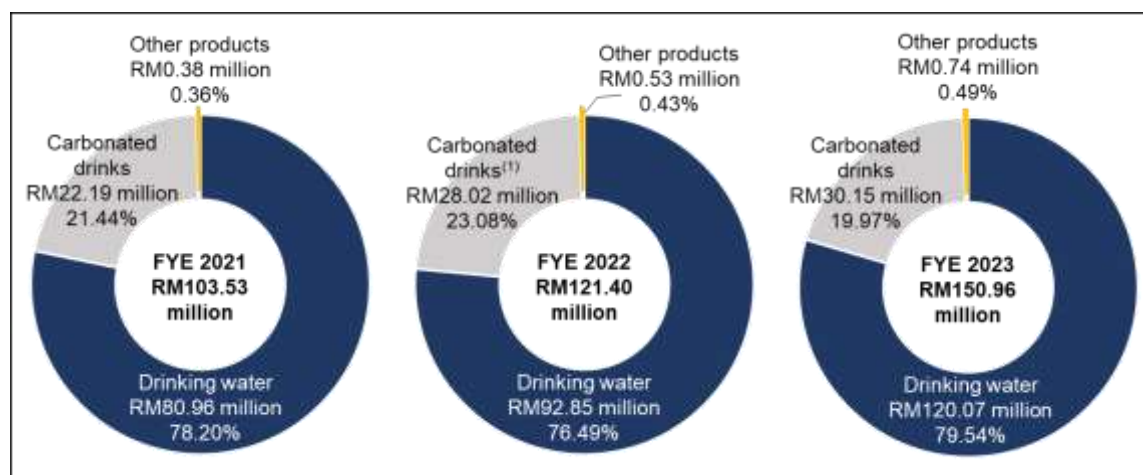 Other products
RM0.38 million
0.36%
Carbonated
drinks
RM22.19 million
21.44%
FYE 2021
RM103.53
million
Drinking water
RM80.96 million
78.20%
Other products
RM0.53 million
0.43%
Carbonated
drinks(1)
RM28.02 million
23.08%
FYE 2022
RM121.40
million
Drinking water
RM92.85 million
76.49%
Other products
RM0.74 million
0.49%
Carbonated
drinks
RM30.15 million
19.97%
FYE 2023
RM150.96
million
Drinking water
RM120.07 million
79.54%